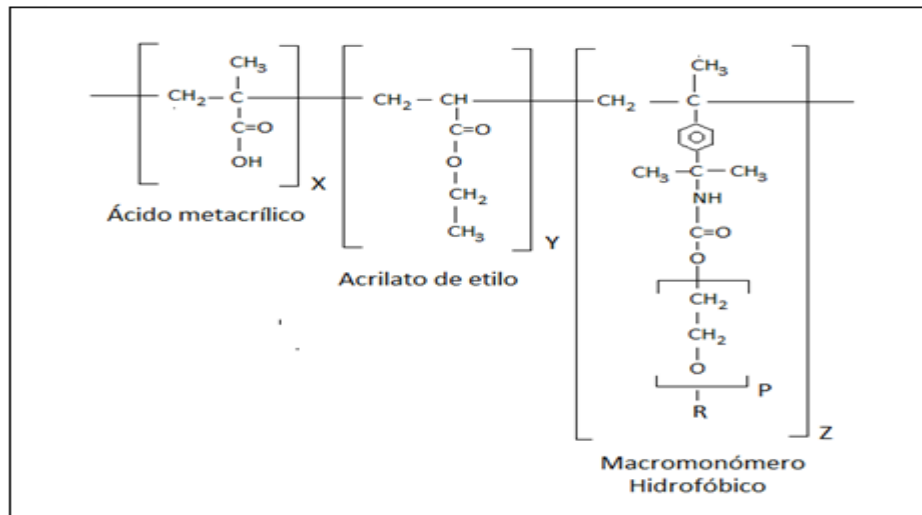 CH₃
CH₂ — C
C=O
OH
X
Ácido metacrílico
CH₂ — CH
C=O
O
CH₂
CH₃
Y
Acrilato de etilo
CH₃
CH₂ — C
CH₃ — C — CH₃
NH
C=O
O
CH₂
CH₂
O
P
R
Z
Macromonómero
Hidrofóbico